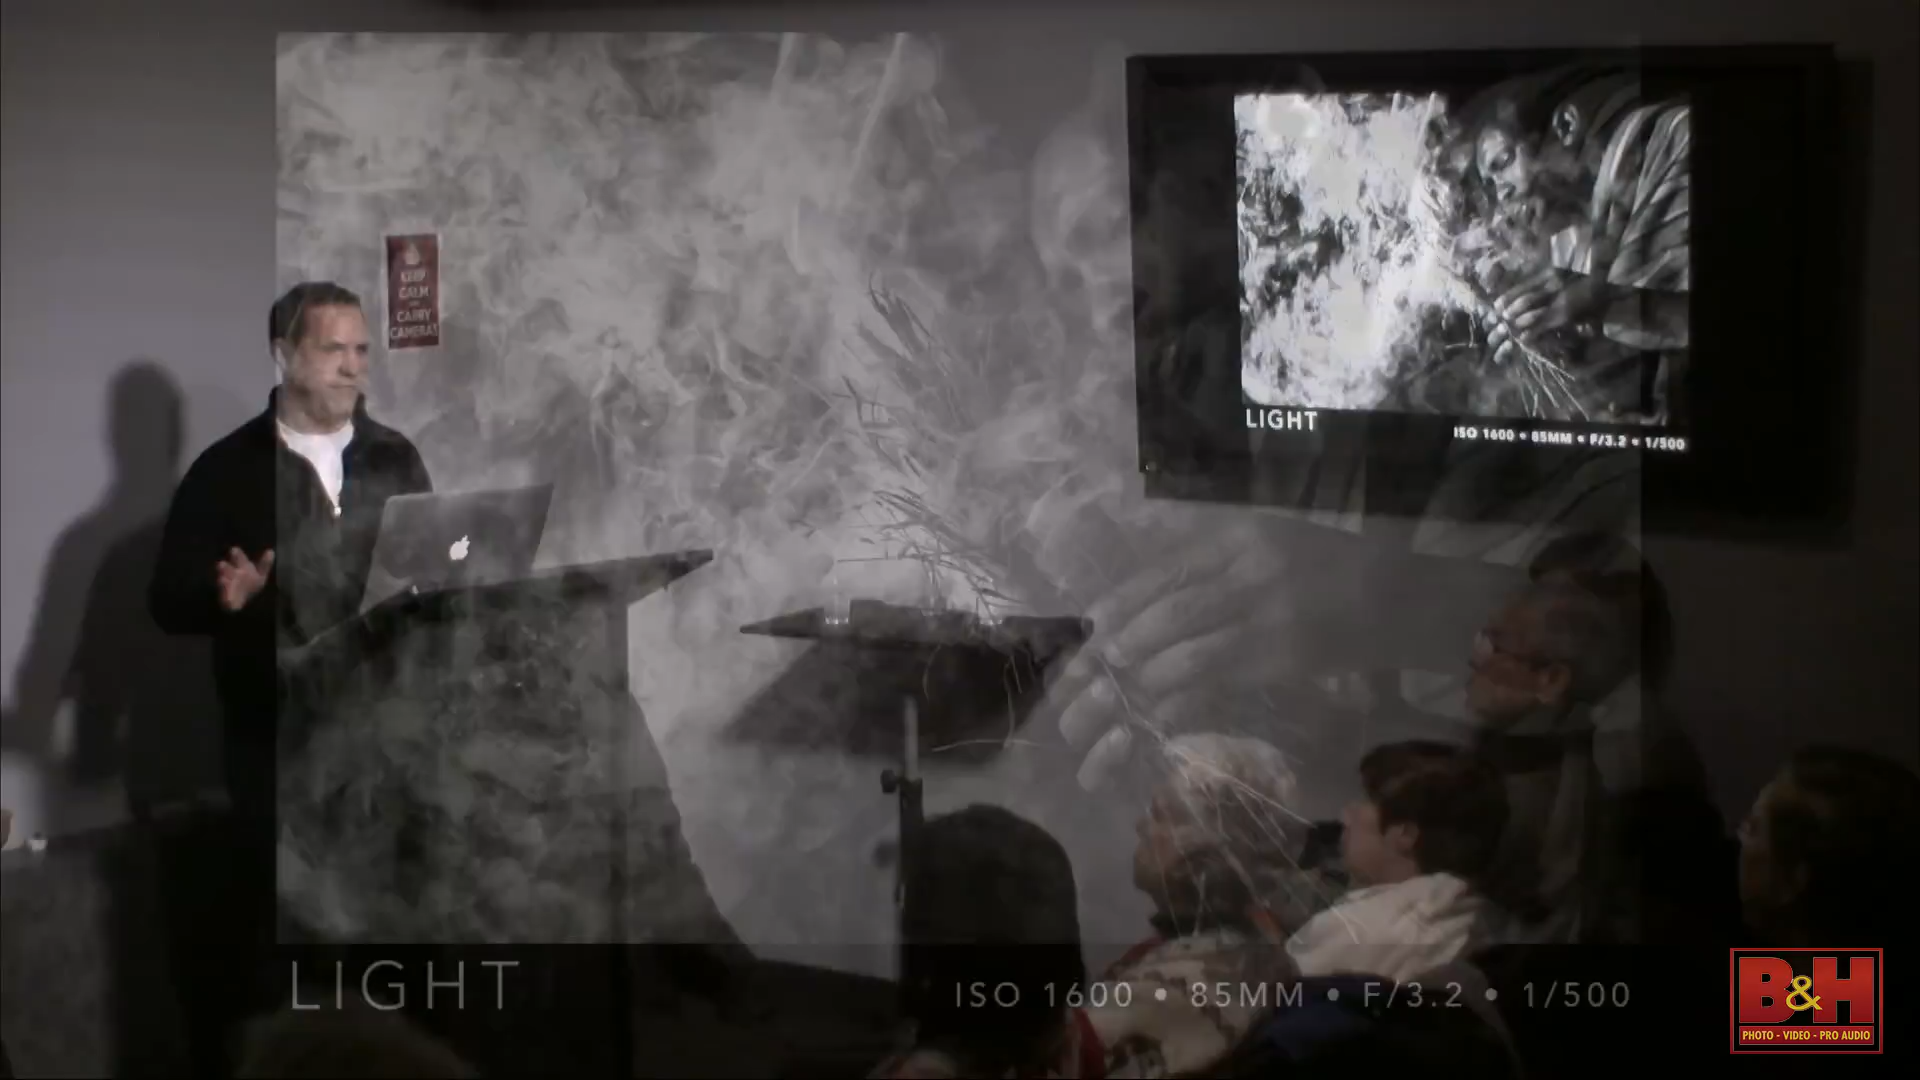 KEEP
CALM
AND
CARRY
CAMERAS
LIGHT
ISO 1600 • 85MM • F/3.2 • 1/500
LIGHT
ISO 1600 • 85MM • F/3.2 • 1/500
B&H
PHOTO - VIDEO - PRO AUDIO